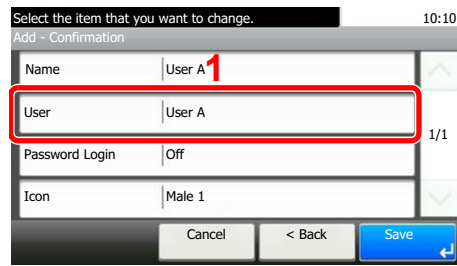 Select the item that you want to change. 10:10
Add - Confirmation
Name User A 1
User User A
1/1
Password Login Off
Icon Male 1
Cancel < Back Save